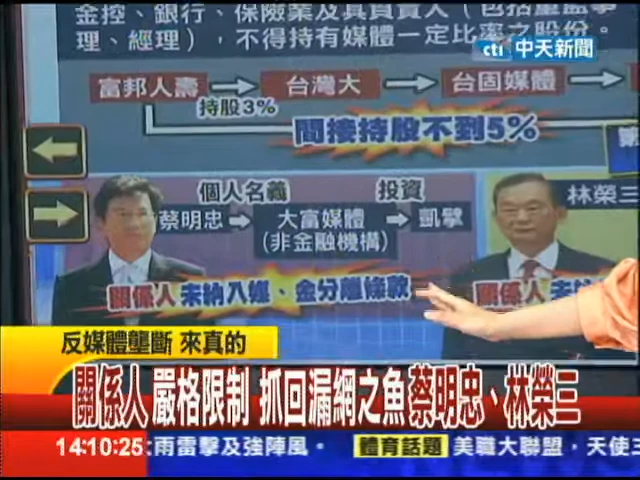 金控、銀行、保險業及其負責人（包括董監事
理、經理），不得持有媒體一定比率之股份。
cti 中天新聞
富邦人壽 台灣大 台固媒體
持股3%
間接持股不到5%
個人名義 投資
蔡明忠 大富媒體 凱擘
(非金融機構)
林榮三
關係人 未納入媒、金分離條款
關係人 未納
反媒體壟斷 來真的
關係人 嚴格限制 抓回漏網之魚 蔡明忠、林榮三
14:10:25 大雨雷擊及強陣風。 體育話題 美職大聯盟．天使3